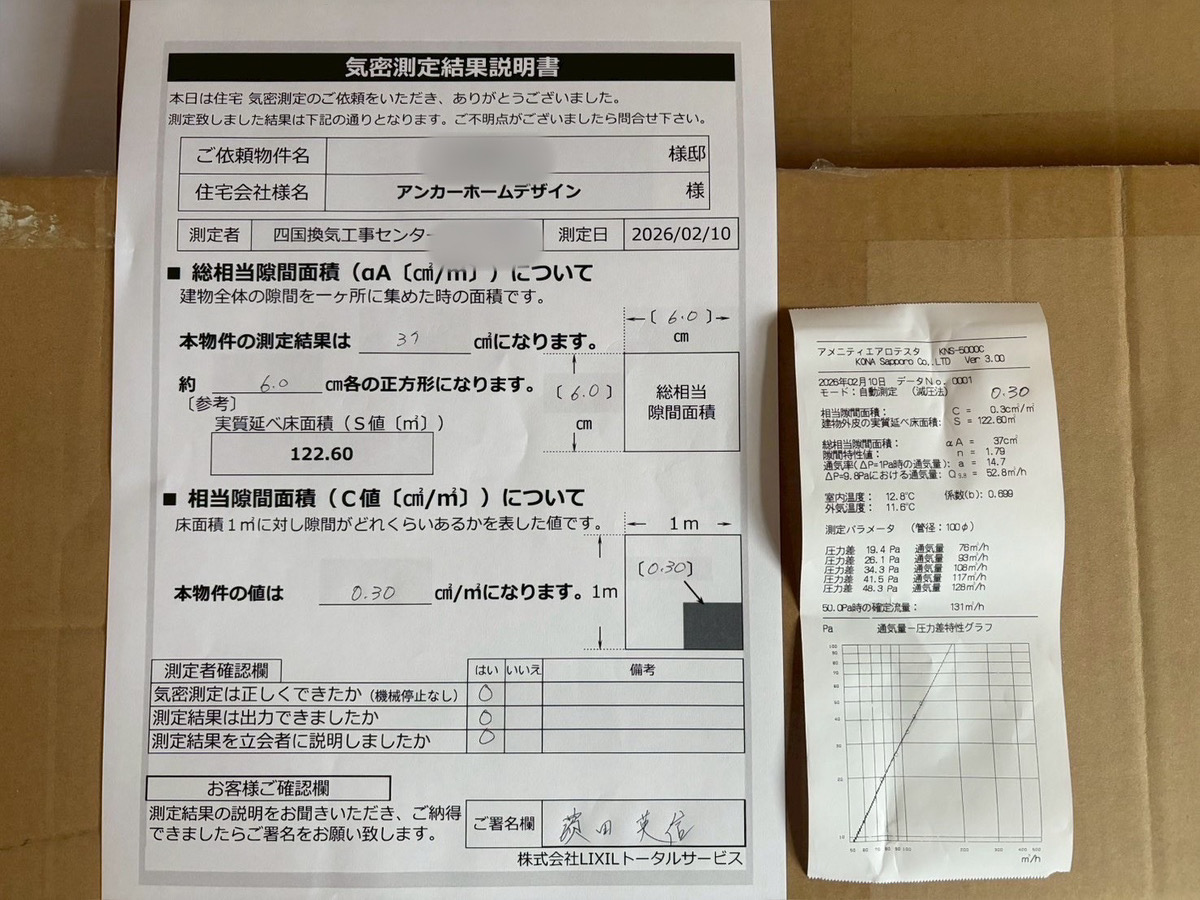 気密測定結果説明書
本日は住宅 気密測定のご依頼をいただき、ありがとうございました。
測定致しました結果は下記の通りとなります。ご不明点がございましたら問合せ下さい。
ご依頼物件名 様邸
住宅会社様名 アンカーホームデザイン 様
測定者 四国換気工事センター 測定日 2026/02/10
■ 総相当隙間面積（αA〔㎠/㎡〕）について
建物全体の隙間を一ヶ所に集めた時の面積です。
本物件の測定結果は 37 ㎠になります。
約 6.0 ㎝各の正方形になります。
〔参考〕
実質延べ床面積（Ｓ値〔㎡〕）
122.60
〔 6.0 〕
㎝
〔 6.0 〕
㎝
総相当
隙間面積
■ 相当隙間面積（Ｃ値〔㎠/㎡〕）について
床面積１㎡に対し隙間がどれくらいあるかを表した値です。
本物件の値は 0.30 ㎠/㎡になります。
1ｍ
1ｍ
〔0.30〕
測定者確認欄 はい いいえ 備考
気密測定は正しくできたか（機械停止なし） ○
測定結果は出力できましたか ○
測定結果を立会者に説明しましたか ○
お客様ご確認欄
測定結果の説明をお聞きいただき、ご納得
できましたらご署名をお願い致します。
ご署名欄 田 英信
株式会社LIXILトータルサービス
アメニティエアロテスタ KNS-5000C
KONA Sapporo Co.,LTD Ver 3.00
2026年02月10日 データＮｏ. 0001
モード：自動測定 （減圧法） 0.30
相当隙間面積： C = 0.3c㎡/㎡
建物外皮の実質延べ床面積： S = 122.60㎡
総相当隙間面積： αA = 37c㎡
隙間特性値： n = 1.79
通気率(ΔP=1Pa時の通気量)： a = 14.7
ΔP=9.8Paにおける通気量： Q9.8 = 52.8㎥/h
室内温度： 12.8℃ 係数(b)： 0.699
外気温度： 11.6℃
測定パラメータ （管径：100φ）
圧力差 19.4 Pa 通気量 76㎥/h
圧力差 26.1 Pa 通気量 93㎥/h
圧力差 34.3 Pa 通気量 108㎥/h
圧力差 41.5 Pa 通気量 117㎥/h
圧力差 48.3 Pa 通気量 128㎥/h
50.0Pa時の確定流量： 131㎥/h
Pa 通気量－圧力差特性グラフ
100
90
80
70
60
50
40
30
20
10
50 60 70 80 90 100 200 300 400 500
㎥/h